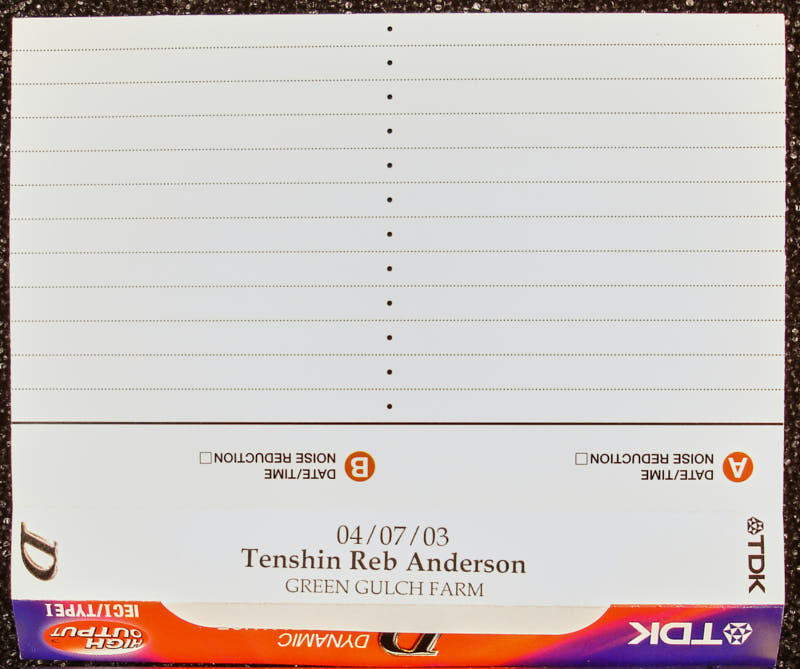 A DATE/TIME
NOISE REDUCTION
B DATE/TIME
NOISE REDUCTION
D
04/07/03
Tenshin Reb Anderson
GREEN GULCH FARM
TDK
TDK
D
DYNAMIC
HIGH
OUTPUT
IECI/TYPE I